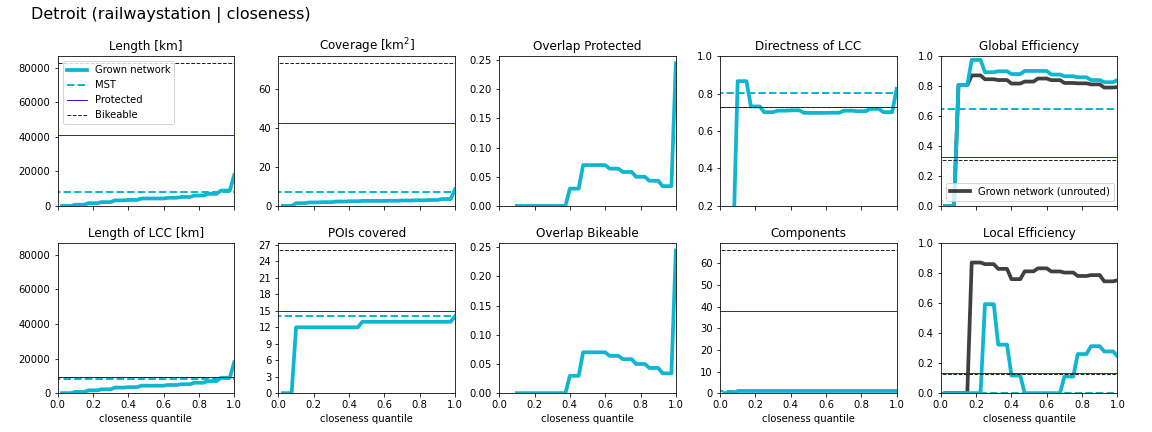 Detroit (railwaystation | closeness)
Length [km]
80000
60000
40000
20000
0
Grown network
MST
Protected
Bikeable
Coverage [km²]
60
40
20
0
Overlap Protected
0.25
0.20
0.15
0.10
0.05
0.00
Directness of LCC
1.0
0.8
0.6
0.4
0.2
Global Efficiency
1.0
0.8
0.6
0.4
0.2
0.0
Grown network (unrouted)
Length of LCC [km]
80000
60000
40000
20000
0
0.0 0.2 0.4 0.6 0.8 1.0
closeness quantile
POIs covered
27
24
21
18
15
12
9
6
3
0
0.0 0.2 0.4 0.6 0.8 1.0
closeness quantile
Overlap Bikeable
0.25
0.20
0.15
0.10
0.05
0.00
0.0 0.2 0.4 0.6 0.8 1.0
closeness quantile
Components
60
50
40
30
20
10
0
0.0 0.2 0.4 0.6 0.8 1.0
closeness quantile
Local Efficiency
1.0
0.8
0.6
0.4
0.2
0.0
0.0 0.2 0.4 0.6 0.8 1.0
closeness quantile